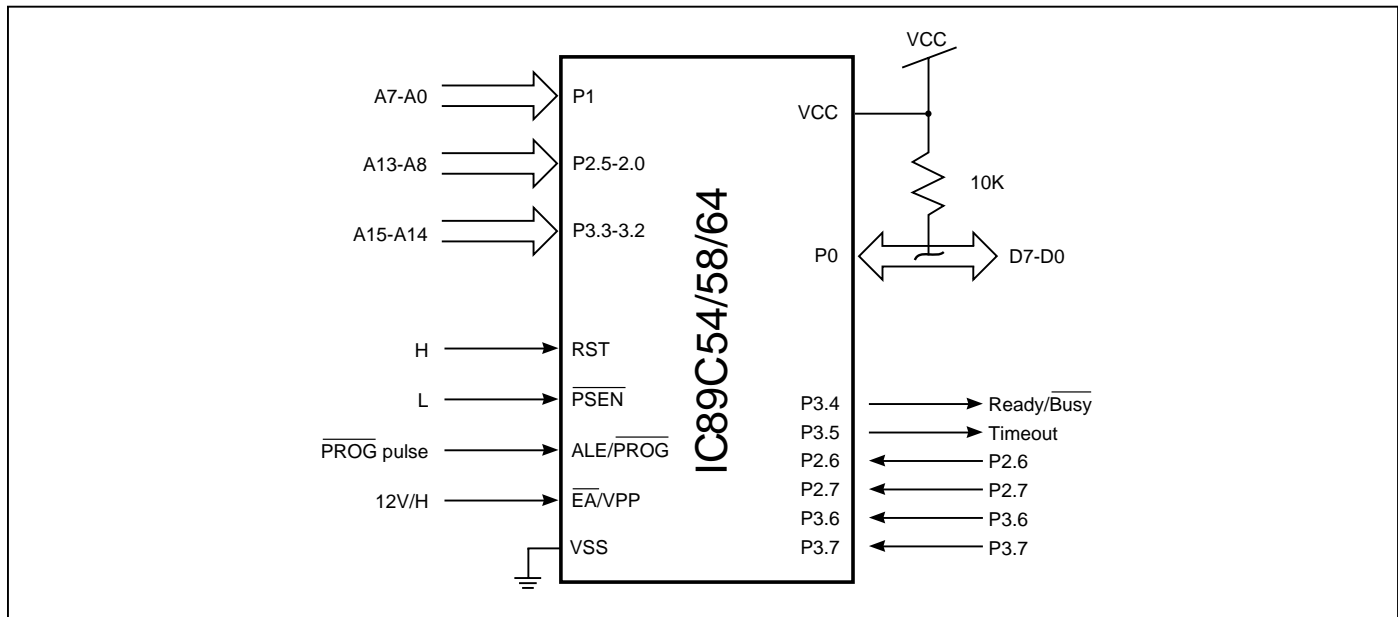 VCC
A7-A0
P1
VCC
A13-A8
P2.5-2.0
10K
A15-A14
P3.3-3.2
P0
D7-D0
IC89C54/58/64
H
RST
L
PSEN
P3.4
Ready/Busy
P3.5
Timeout
PROG pulse
ALE/PROG
P2.6
P2.6
P2.7
P2.7
12V/H
EA/VPP
P3.6
P3.6
VSS
P3.7
P3.7